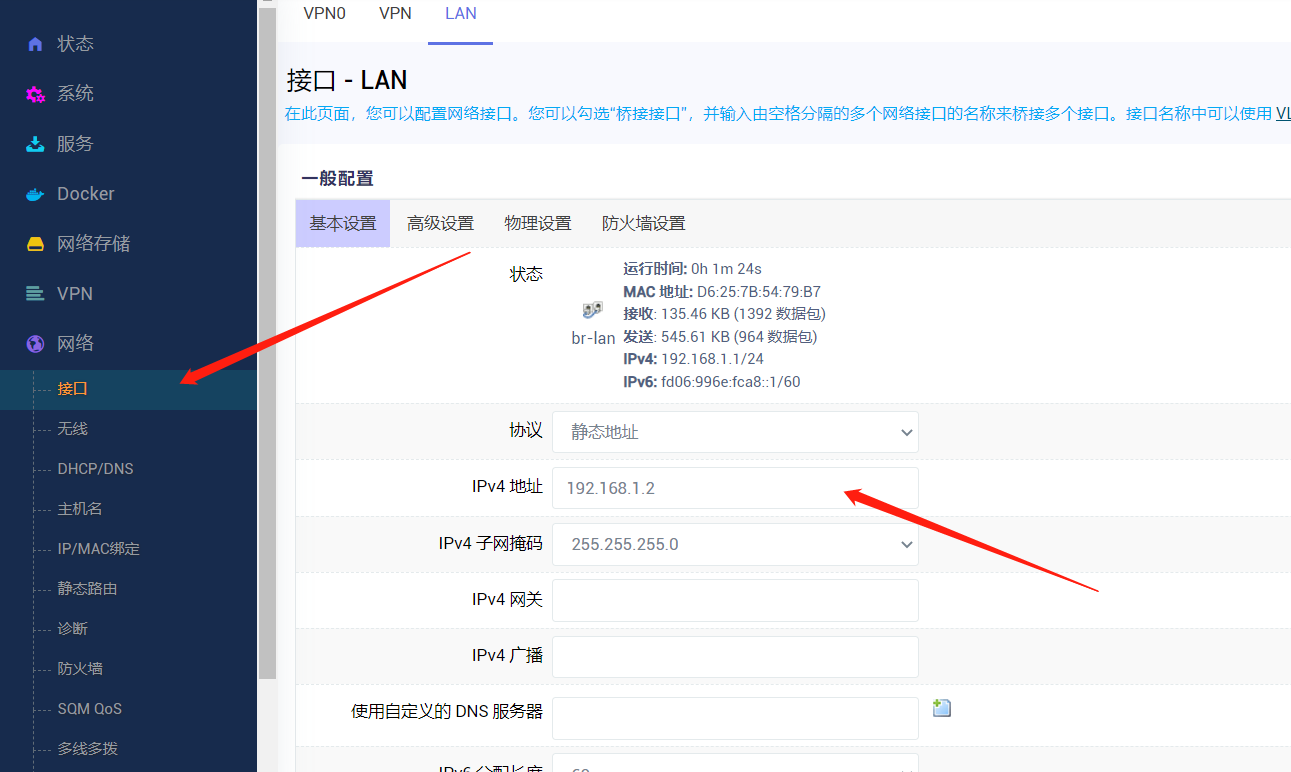 VPN0 VPN LAN
状态
系统
服务
Docker
网络存储
VPN
网络
接口
无线
DHCP/DNS
主机名
IP/MAC绑定
静态路由
诊断
防火墙
SQM QoS
多线多拨
接口 - LAN
在此页面，您可以配置网络接口。您可以勾选“桥接接口”，并输入由空格分隔的多个网络接口的名称来桥接多个接口。接口名称中可以使用 VL
一般配置
基本设置 高级设置 物理设置 防火墙设置
状态
br-lan
运行时间: 0h 1m 24s
MAC 地址: D6:25:7B:54:79:B7
接收: 135.46 KB (1392 数据包)
发送: 545.61 KB (964 数据包)
IPv4: 192.168.1.1/24
IPv6: fd06:996e:fca8::1/60
协议 静态地址
IPv4 地址 192.168.1.2
IPv4 子网掩码 255.255.255.0
IPv4 网关
IPv4 广播
使用自定义的 DNS 服务器
IPv6 分配长度 60